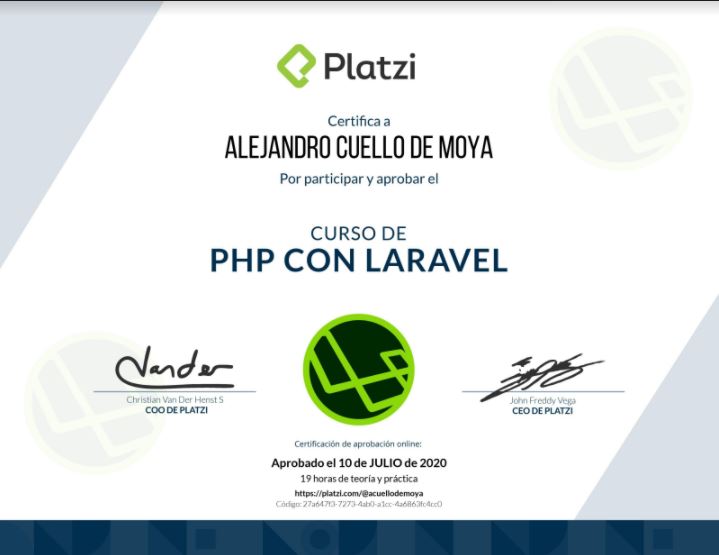 Platzi
Certifica a
ALEJANDRO CUELLO DE MOYA
Por participar y aprobar el
CURSO DE
PHP CON LARAVEL
Vander
Christian Van Der Henst S
COO DE PLATZI
John Freddy Vega
CEO DE PLATZI
Certificación de aprobación online:
Aprobado el 10 de JULIO de 2020
19 horas de teoría y práctica
https://platzi.com/@acuellodemoya
Código: 27a647f3-7273-4ab0-a1cc-4a6863fc4cc0